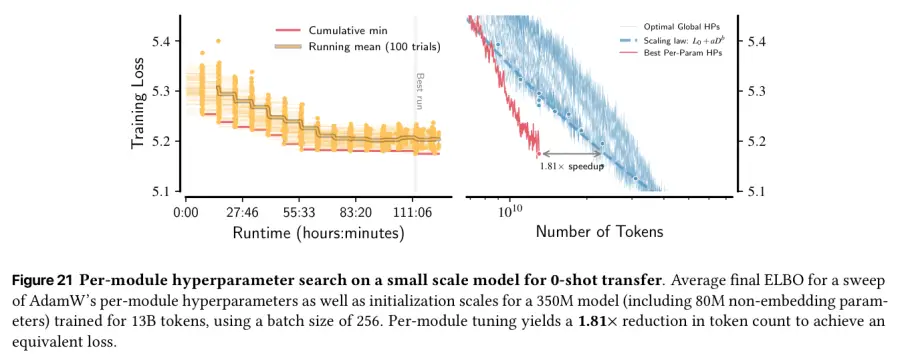 5.4
5.3
5.2
5.1
Training Loss
Cumulative min
Running mean (100 trials)
Best run
0:00 27:46 55:33 83:20 111:06
Runtime (hours:minutes)
Optimal Global HPs
Scaling law: L₀ + aDᵇ
Best Per-Param HPs
1.81× speedup
10¹⁰
Number of Tokens
5.4
5.3
5.2
5.1
Training Loss
Figure 21 Per-module hyperparameter search on a small scale model for 0-shot transfer. Average final ELBO for a sweep
of AdamW's per-module hyperparameters as well as initialization scales for a 350M model (including 80M non-embedding param-
eters) trained for 13B tokens, using a batch size of 256. Per-module tuning yields a 1.81× reduction in token count to achieve an
equivalent loss.